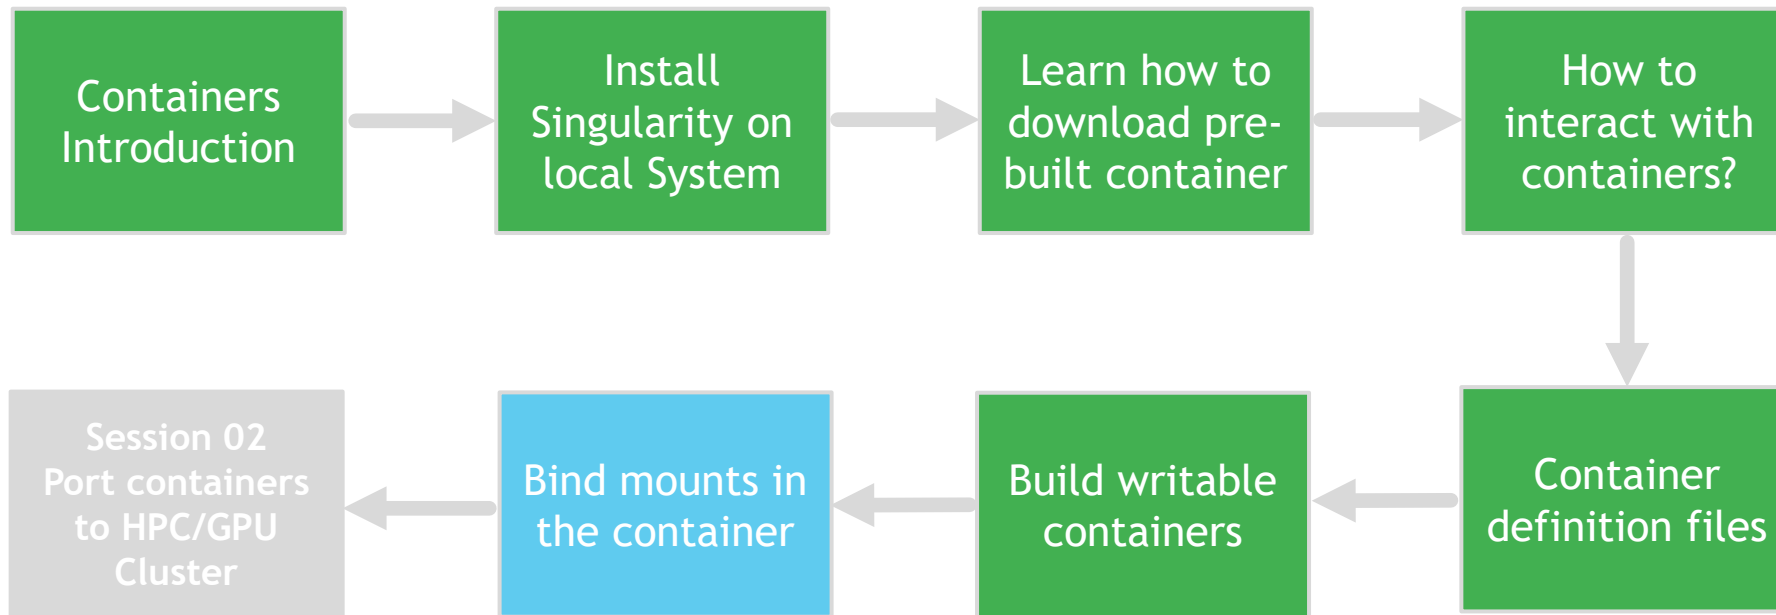 Containers
Introduction
Install
Singularity on
local System
Learn how to
download pre-
built container
How to
interact with
containers?
Container
definition files
Build writable
containers
Bind mounts in
the container
Session 02
Port containers
to HPC/GPU
Cluster